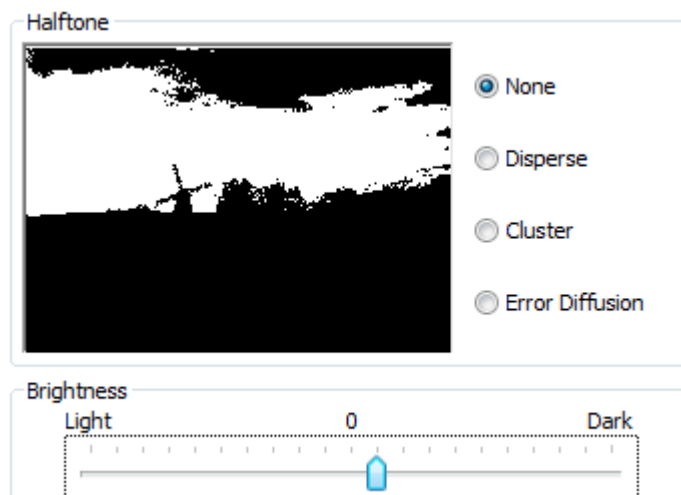 Halftone
None
Disperse
Cluster
Error Diffusion
Brightness
Light 0 Dark